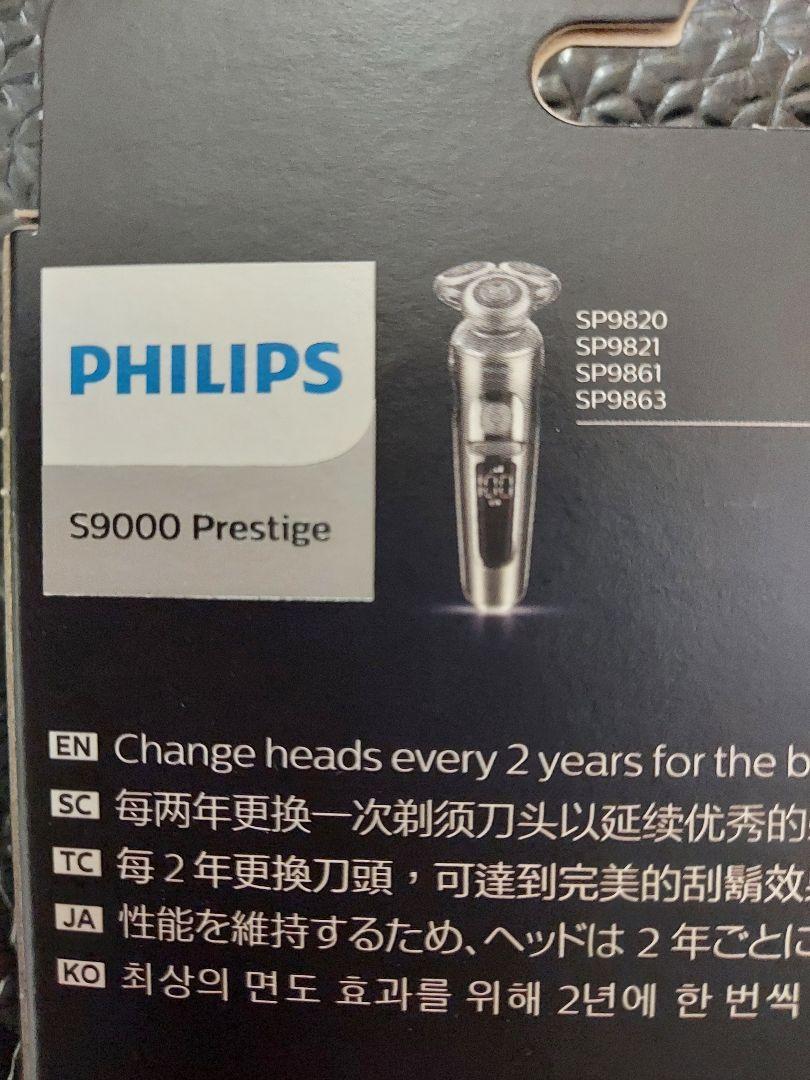 PHILIPS
S9000 Prestige
SP9820
SP9821
SP9861
SP9863
100
EN Change heads every 2 years for the
SC 每两年更换一次剃须刀头以延续优秀的
TC 每 2 年更換刀頭，可達到完美的刮鬍效
JA 性能を維持するため、ヘッドは 2 年ごとに
KO 최상의 면도 효과를 위해 2년에 한 번씩